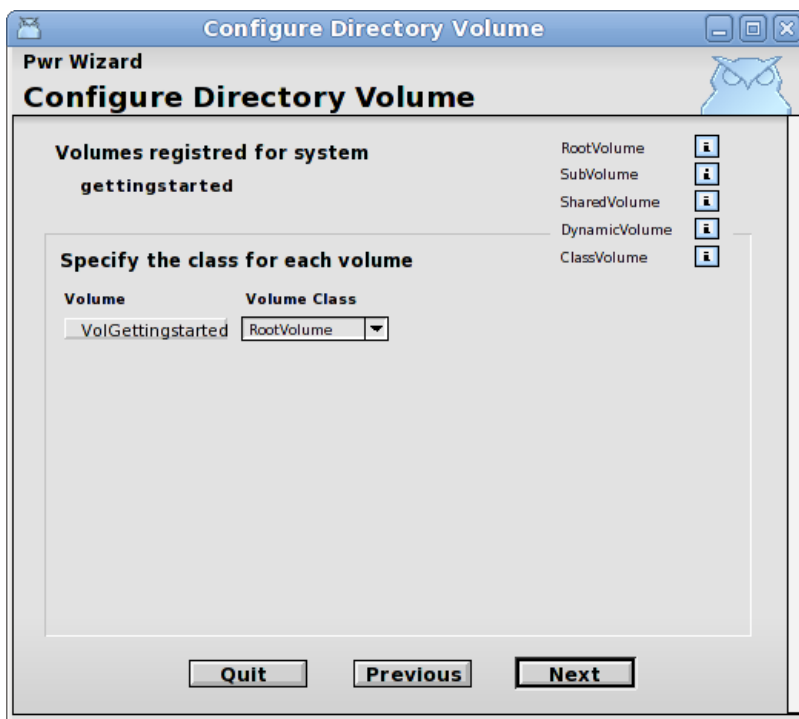 Configure Directory Volume
Pwr Wizard
Configure Directory Volume
Volumes registred for system
gettingstarted
RootVolume i
SubVolume i
SharedVolume i
DynamicVolume i
ClassVolume i
Specify the class for each volume
Volume Volume Class
VolGettingstarted RootVolume
Quit Previous Next